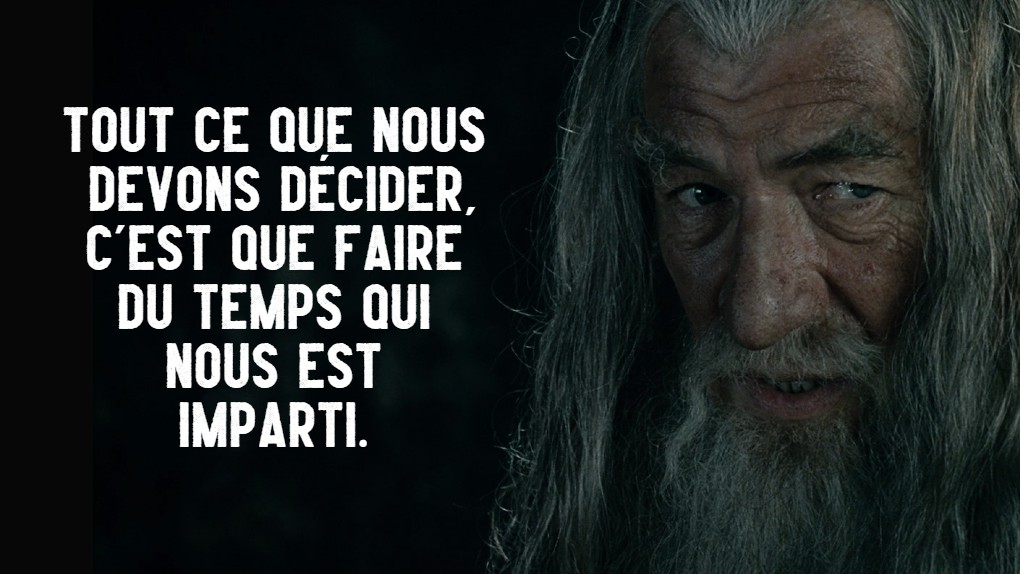 TOUT CE QUE NOUS
DEVONS DÉCIDER,
C'EST QUE FAIRE
DU TEMPS QUI
NOUS EST
IMPARTI.